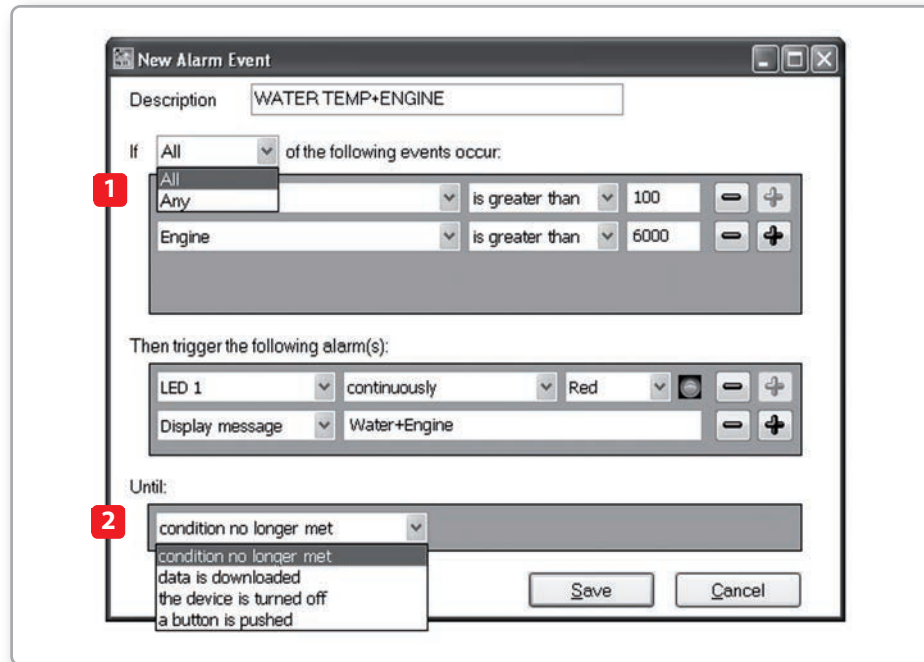 New Alarm Event
Description WATER TEMP+ENGINE
If All of the following events occur:
1
All
Any
is greater than 100
Engine is greater than 6000
Then trigger the following alarm(s):
LED 1 continuously Red
Display message Water+Engine
Until:
2
condition no longer met
condition no longer met
data is downloaded
the device is turned off
a button is pushed
Save Cancel